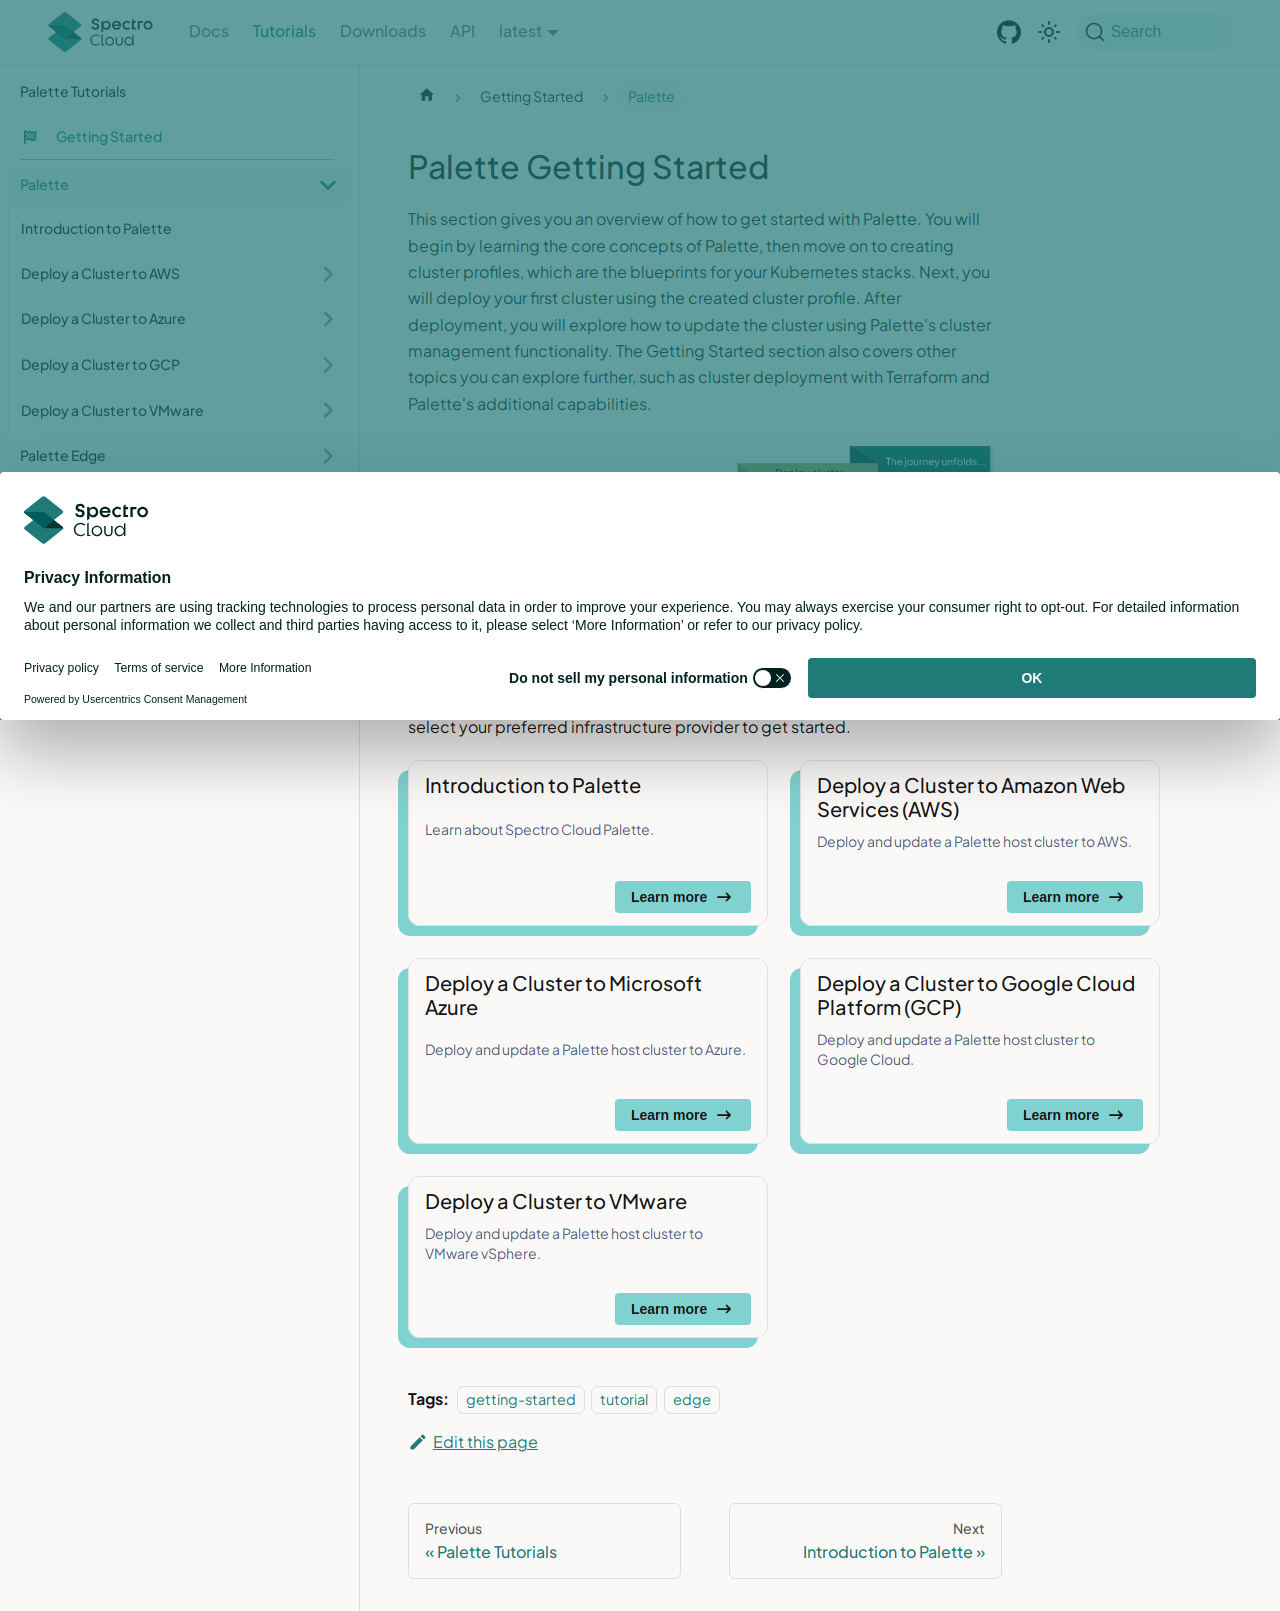 Spectro Cloud
Docs
Tutorials
Downloads
API
latest
Search
Palette Tutorials
Getting Started
Palette
Introduction to Palette
Deploy a Cluster to AWS
Deploy a Cluster to Azure
Deploy a Cluster to GCP
Deploy a Cluster to VMware
Palette Edge
Getting Started
Palette
Palette Getting Started
This section gives you an overview of how to get started with Palette. You will
begin by learning the core concepts of Palette, then move on to creating
cluster profiles, which are the blueprints for your Kubernetes stacks. Next, you
will deploy your first cluster using the created cluster profile. After
deployment, you will explore how to update the cluster using Palette's cluster
management functionality. The Getting Started section also covers other
topics you can explore further, such as cluster deployment with Terraform and
Palette's additional capabilities.
The journey unfolds...
Spectro
Cloud
Privacy Information
We and our partners are using tracking technologies to process personal data in order to improve your experience. You may always exercise your consumer right to opt-out. For detailed information
about personal information we collect and third parties having access to it, please select ‘More Information’ or refer to our privacy policy.
Privacy policy
Terms of service
More Information
Powered by Usercentrics Consent Management
Do not sell my personal information
OK
select your preferred infrastructure provider to get started.
Introduction to Palette
Learn about Spectro Cloud Palette.
Learn more
Deploy a Cluster to Amazon Web
Services (AWS)
Deploy and update a Palette host cluster to AWS.
Learn more
Deploy a Cluster to Microsoft
Azure
Deploy and update a Palette host cluster to Azure.
Learn more
Deploy a Cluster to Google Cloud
Platform (GCP)
Deploy and update a Palette host cluster to
Google Cloud.
Learn more
Deploy a Cluster to VMware
Deploy and update a Palette host cluster to
VMware vSphere.
Learn more
Tags: getting-started tutorial edge
Edit this page
Previous
« Palette Tutorials
Next
Introduction to Palette »